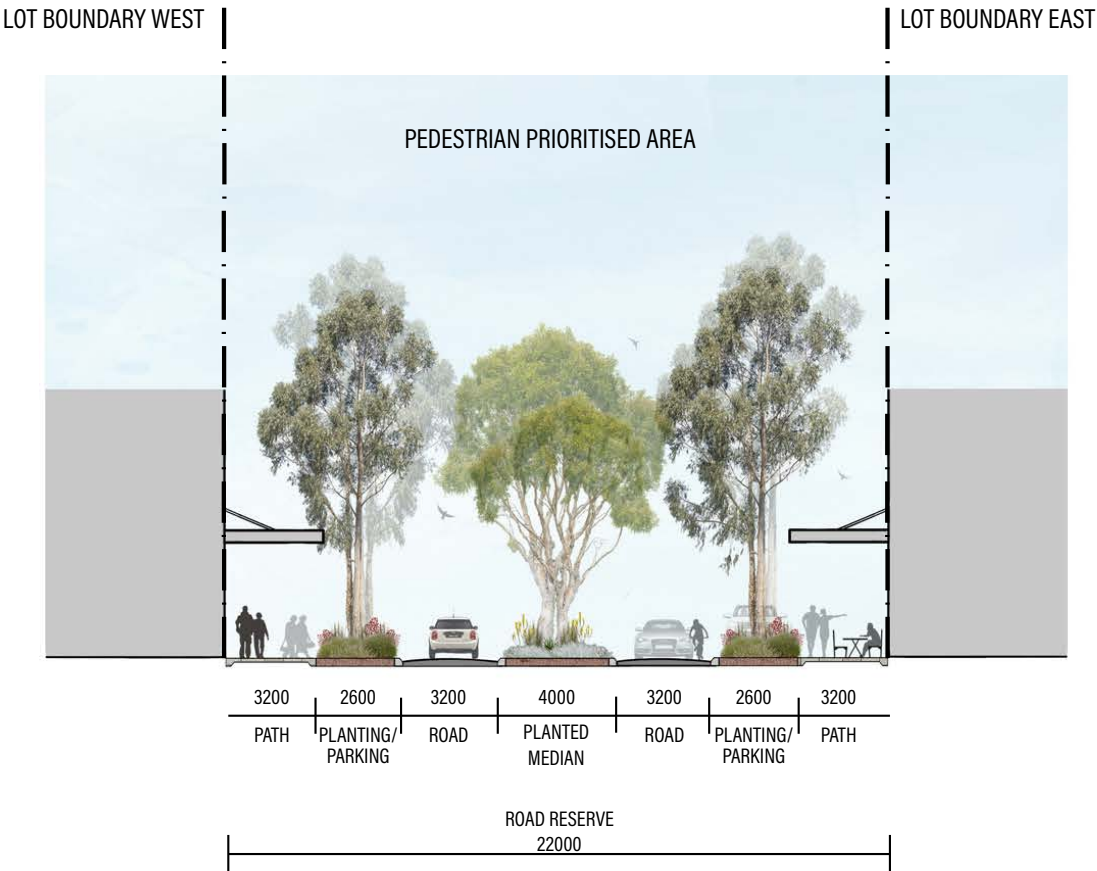 LOT BOUNDARY WEST
LOT BOUNDARY EAST
PEDESTRIAN PRIORITISED AREA
3200
2600
3200
4000
3200
2600
3200
PATH
PLANTING/
PARKING
ROAD
PLANTED
MEDIAN
ROAD
PLANTING/
PARKING
PATH
ROAD RESERVE
22000